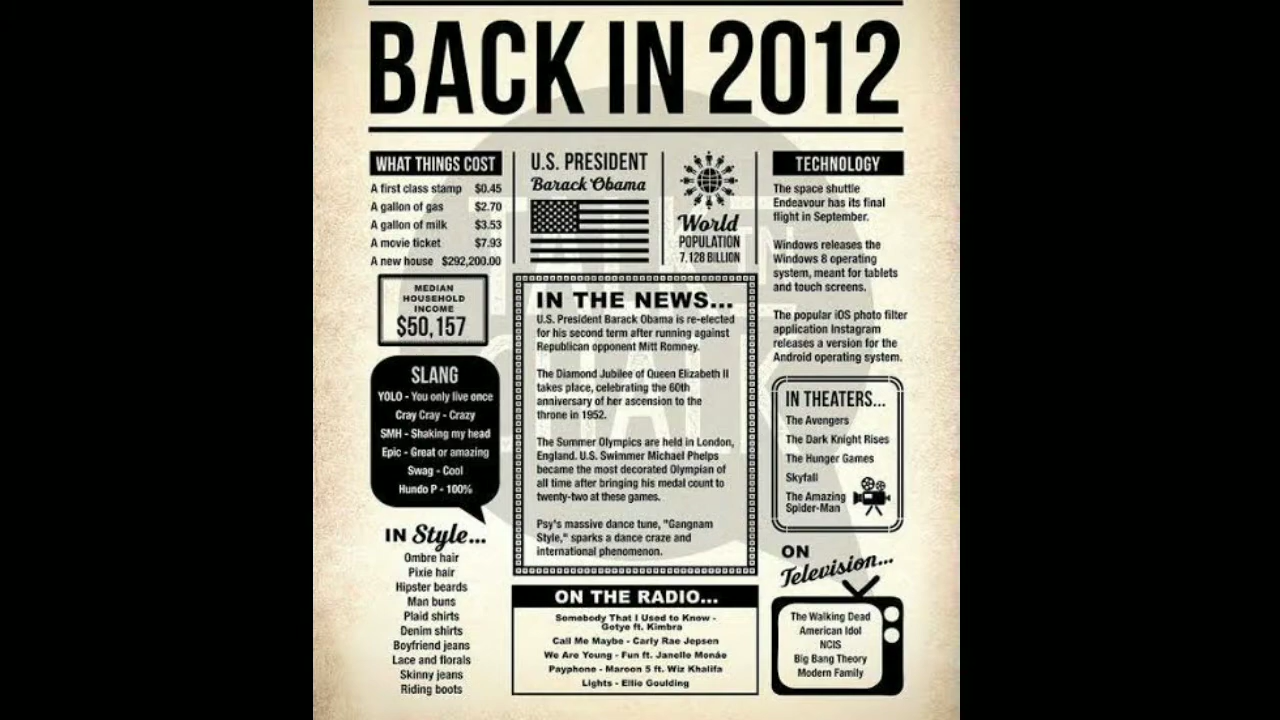 BACK IN 2012
WHAT THINGS COST
A first class stamp $0.45
A gallon of gas $2.70
A gallon of milk $3.53
A movie ticket $7.93
A new house $292,200.00
MEDIAN
HOUSEHOLD
INCOME
$50,157
SLANG
YOLO - You only live once
Cray Cray - Crazy
SMH - Shaking my head
Epic - Great or amazing
Swag - Cool
Hundo P - 100%
IN Style...
Ombre hair
Pixie hair
Hipster beards
Man buns
Plaid shirts
Denim shirts
Boyfriend jeans
Lace and florals
Skinny jeans
Riding boots
U.S. PRESIDENT
Barack Obama
World
POPULATION
7.128 BILLION
IN THE NEWS...
U.S. President Barack Obama is re-elected
for his second term after running against
Republican opponent Mitt Romney.
The Diamond Jubilee of Queen Elizabeth II
takes place, celebrating the 60th
anniversary of her ascension to the
throne in 1952.
The Summer Olympics are held in London,
England. U.S. Swimmer Michael Phelps
became the most decorated Olympian of
all time after bringing his medal count to
twenty-two at these games.
Psy's massive dance tune, "Gangnam
Style," sparks a dance craze and
international phenomenon.
ON THE RADIO...
Somebody That I Used to Know -
Gotye ft. Kimbra
Call Me Maybe - Carly Rae Jepsen
We Are Young - Fun ft. Janelle Monáe
Payphone - Maroon 5 ft. Wiz Khalifa
Lights - Ellie Goulding
TECHNOLOGY
The space shuttle
Endeavour has its final
flight in September.
Windows releases the
Windows 8 operating
system, meant for tablets
and touch screens.
The popular iOS photo filter
application Instagram
releases a version for the
Android operating system.
IN THEATERS...
The Avengers
The Dark Knight Rises
The Hunger Games
Skyfall
The Amazing
Spider-Man
ON
Television...
The Walking Dead
American Idol
NCIS
Big Bang Theory
Modern Family
TALK
IN
CHALK